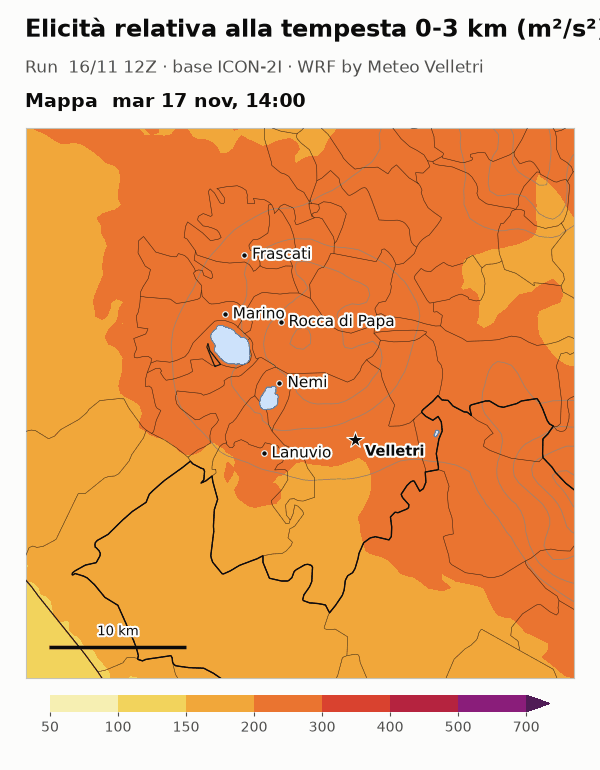 Elicità relativa alla tempesta 0-3 km (m²/s²)
Run 16/11 12Z · base ICON-2I · WRF by Meteo Velletri
Mappa mar 17 nov, 14:00
Frascati
Marino
Rocca di Papa
Nemi
Velletri
Lanuvio
10 km
50 100 150 200 300 400 500 700